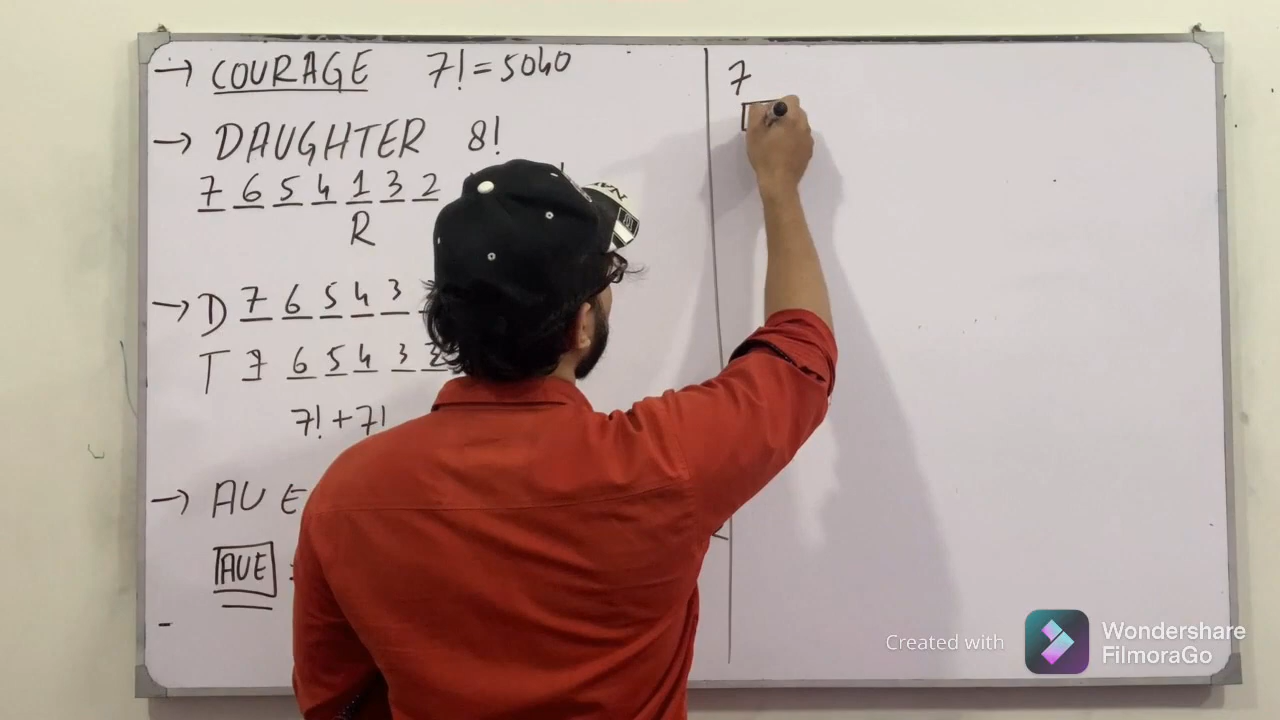 → COURAGE 7! = 5040
→ DAUGHTER 8!
7 6 5 4 1 3 2
R
→ D 7 6 5 4 3
T 7 6 5 4 3 2
7! + 7!
→ AUE
AUE
7
Created with
Wondershare
FilmoraGo